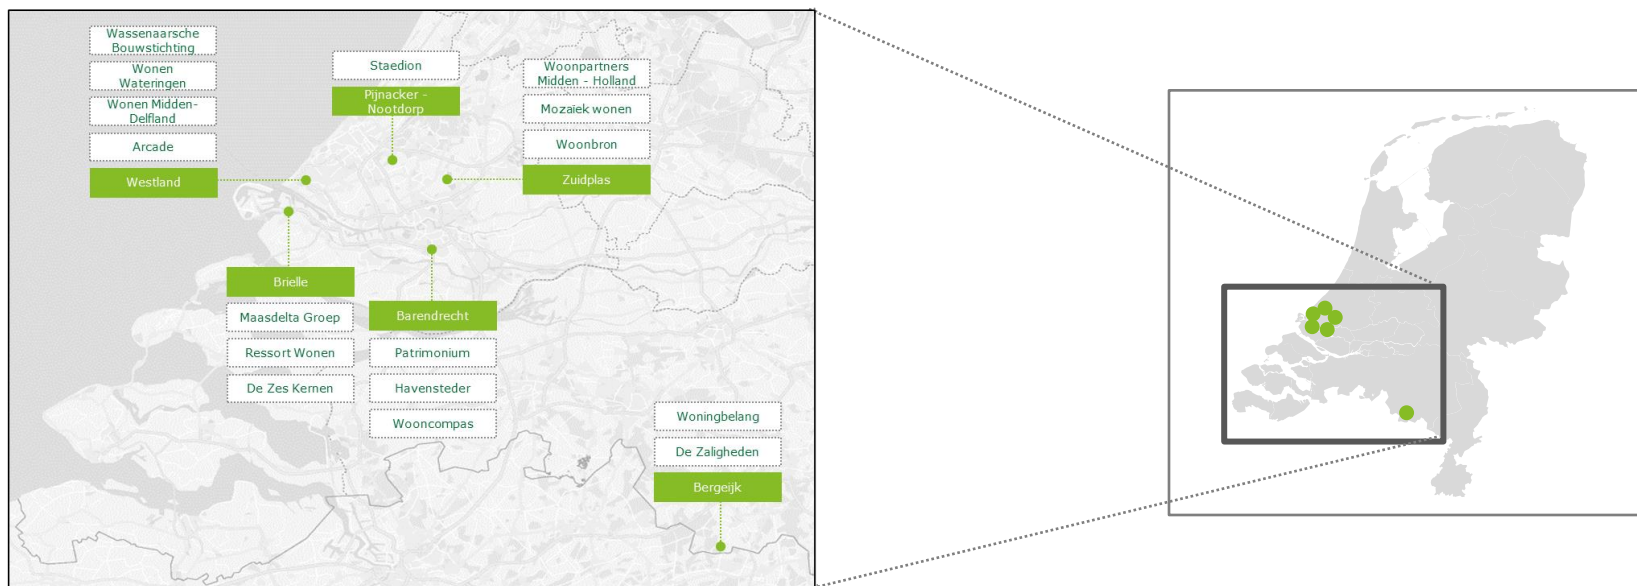 Wassenaarsche
Bouwstichting
Wonen
Wateringen
Wonen Midden-
Delfland
Arcade
Westland
Staedion
Pijnacker -
Nootdorp
Woonpartners
Midden - Holland
Mozaïek wonen
Woonbron
Zuidplas
Brielle
Maasdelta Groep
Ressort Wonen
De Zes Kernen
Barendrecht
Patrimonium
Havensteder
Wooncompas
Woningbelang
De Zaligheden
Bergeijk